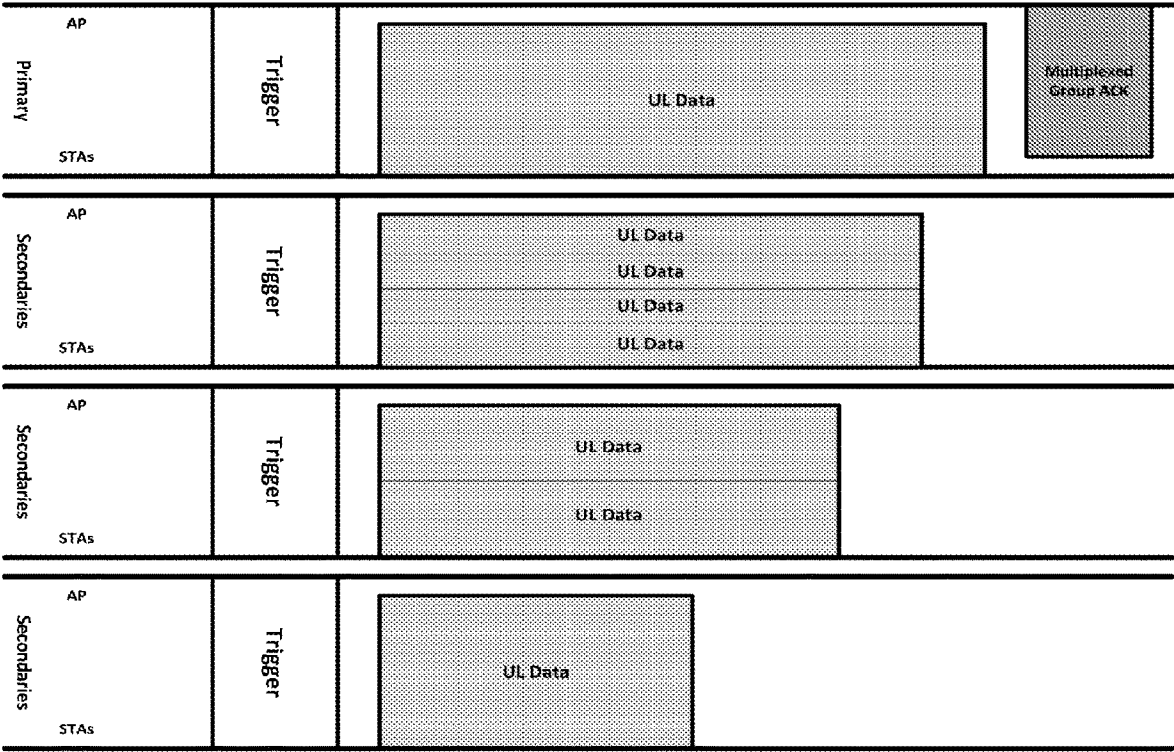 AP
Primary
STAs
Trigger
UL Data
Multiplexed
Group ACK
AP
Secondaries
STAs
Trigger
UL Data
UL Data
UL Data
UL Data
AP
Secondaries
STAs
Trigger
UL Data
UL Data
AP
Secondaries
STAs
Trigger
UL Data